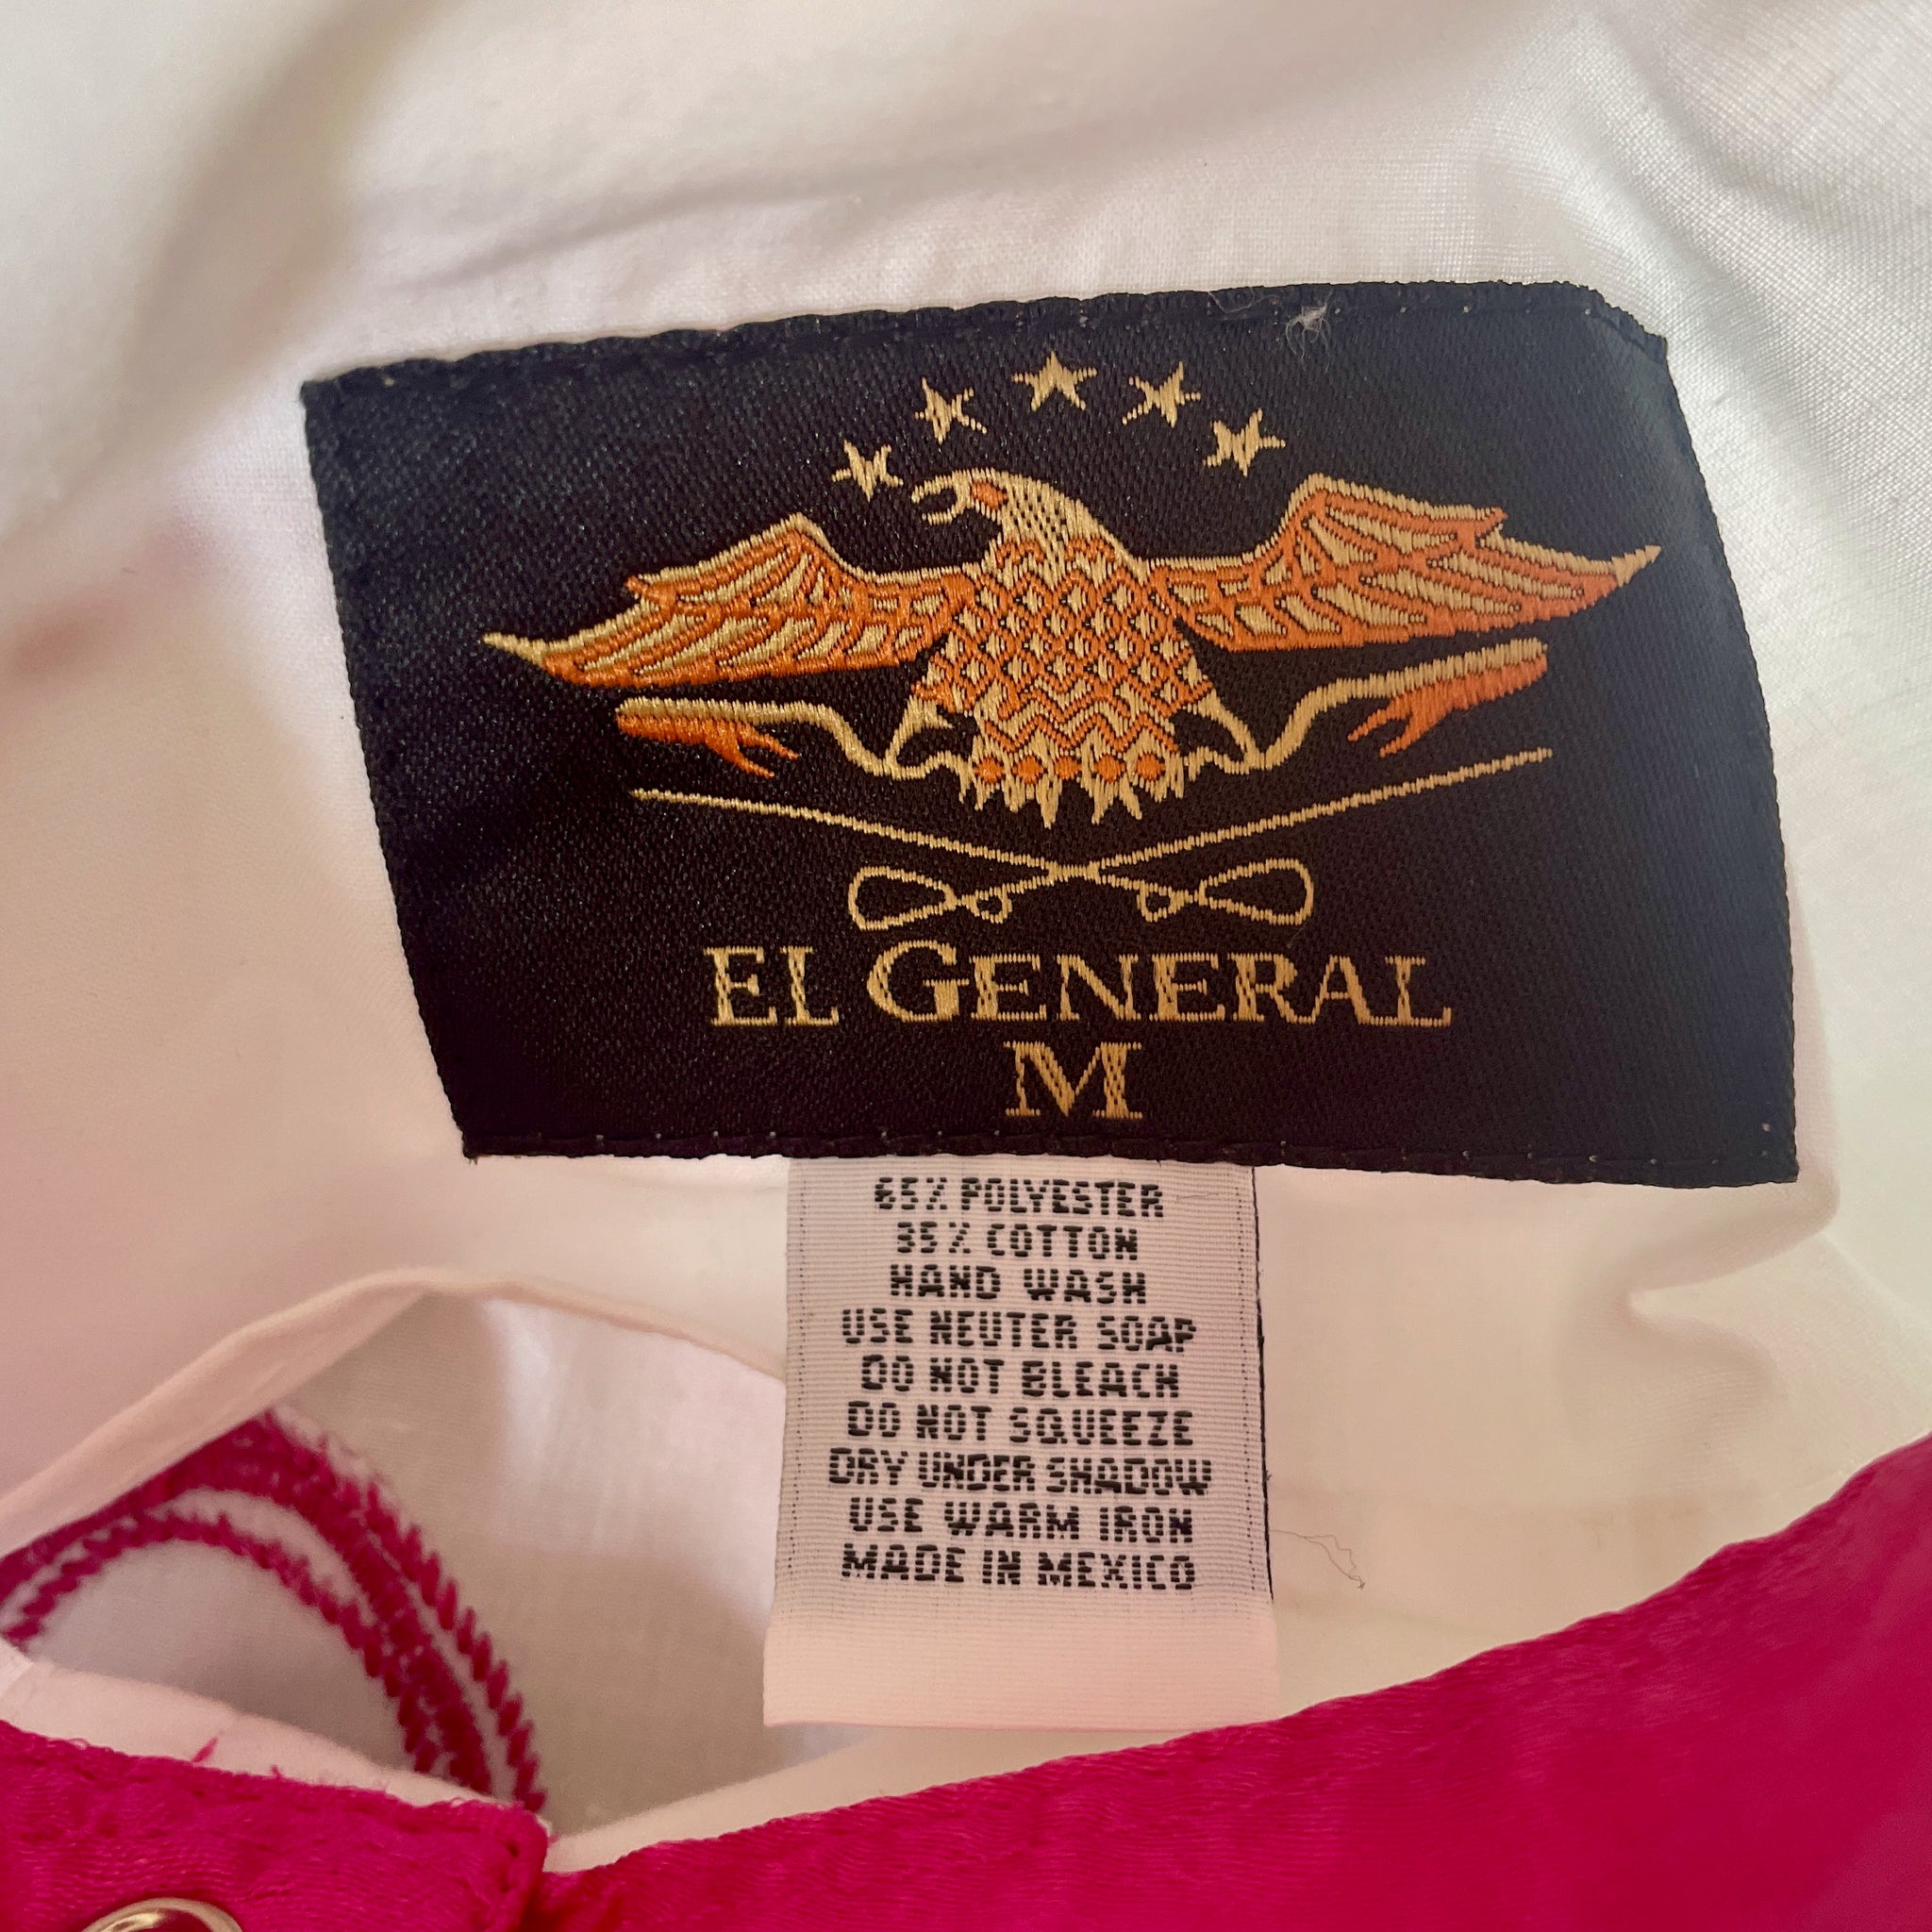 EL GENERAL
M
65% POLYESTER
35% COTTON
HAND WASH
USE NEUTER SOAP
DO NOT BLEACH
DO NOT SQUEEZE
DRY UNDER SHADOW
USE WARM IRON
MADE IN MEXICO